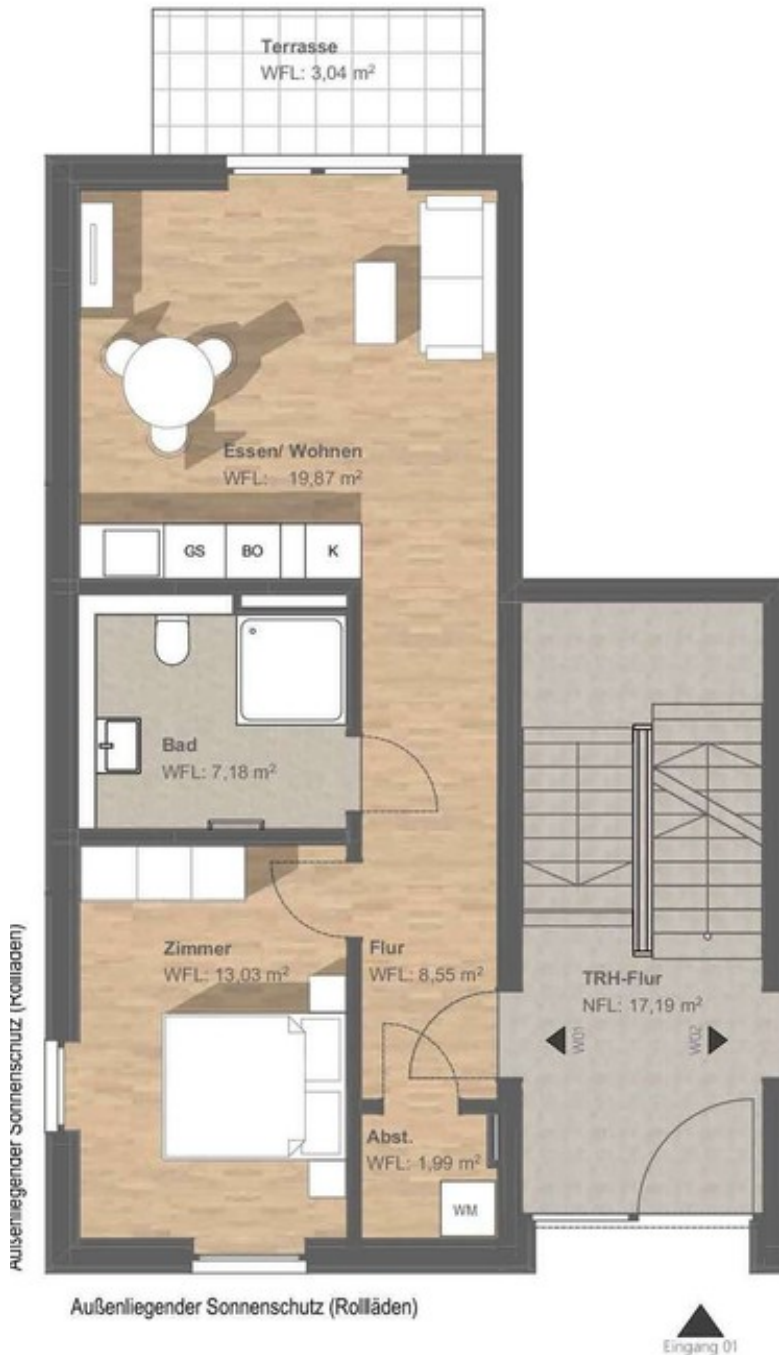 Terrasse
WFL: 3,04 m²
Essen/ Wohnen
WFL: 19,87 m²
GS
BO
K
Bad
WFL: 7,18 m²
Zimmer
WFL: 13,03 m²
Flur
WFL: 8,55 m²
TRH-Flur
NFL: 17,19 m²
W01
W02
Abst.
WFL: 1,99 m²
WM
Außenliegender Sonnenschutz (Rollläden)
Außenliegender Sonnenschutz (Rollläden)
Eingang 01